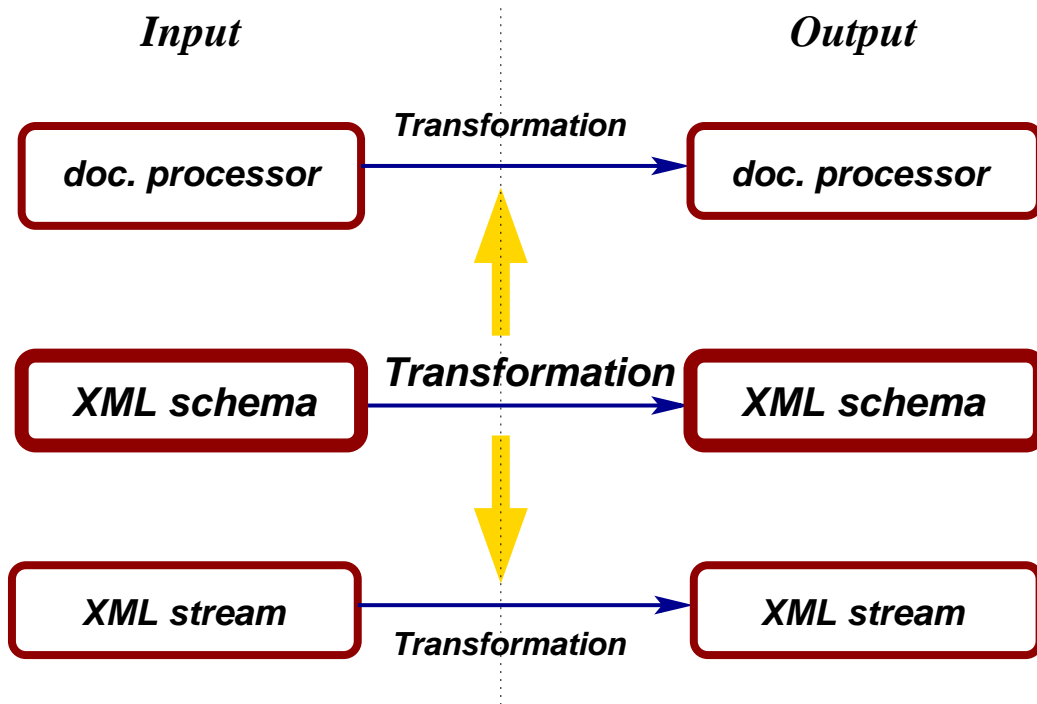 Input
Output
Transformation
doc. processor
doc. processor
Transformation
XML schema
XML schema
XML stream
XML stream
Transformation